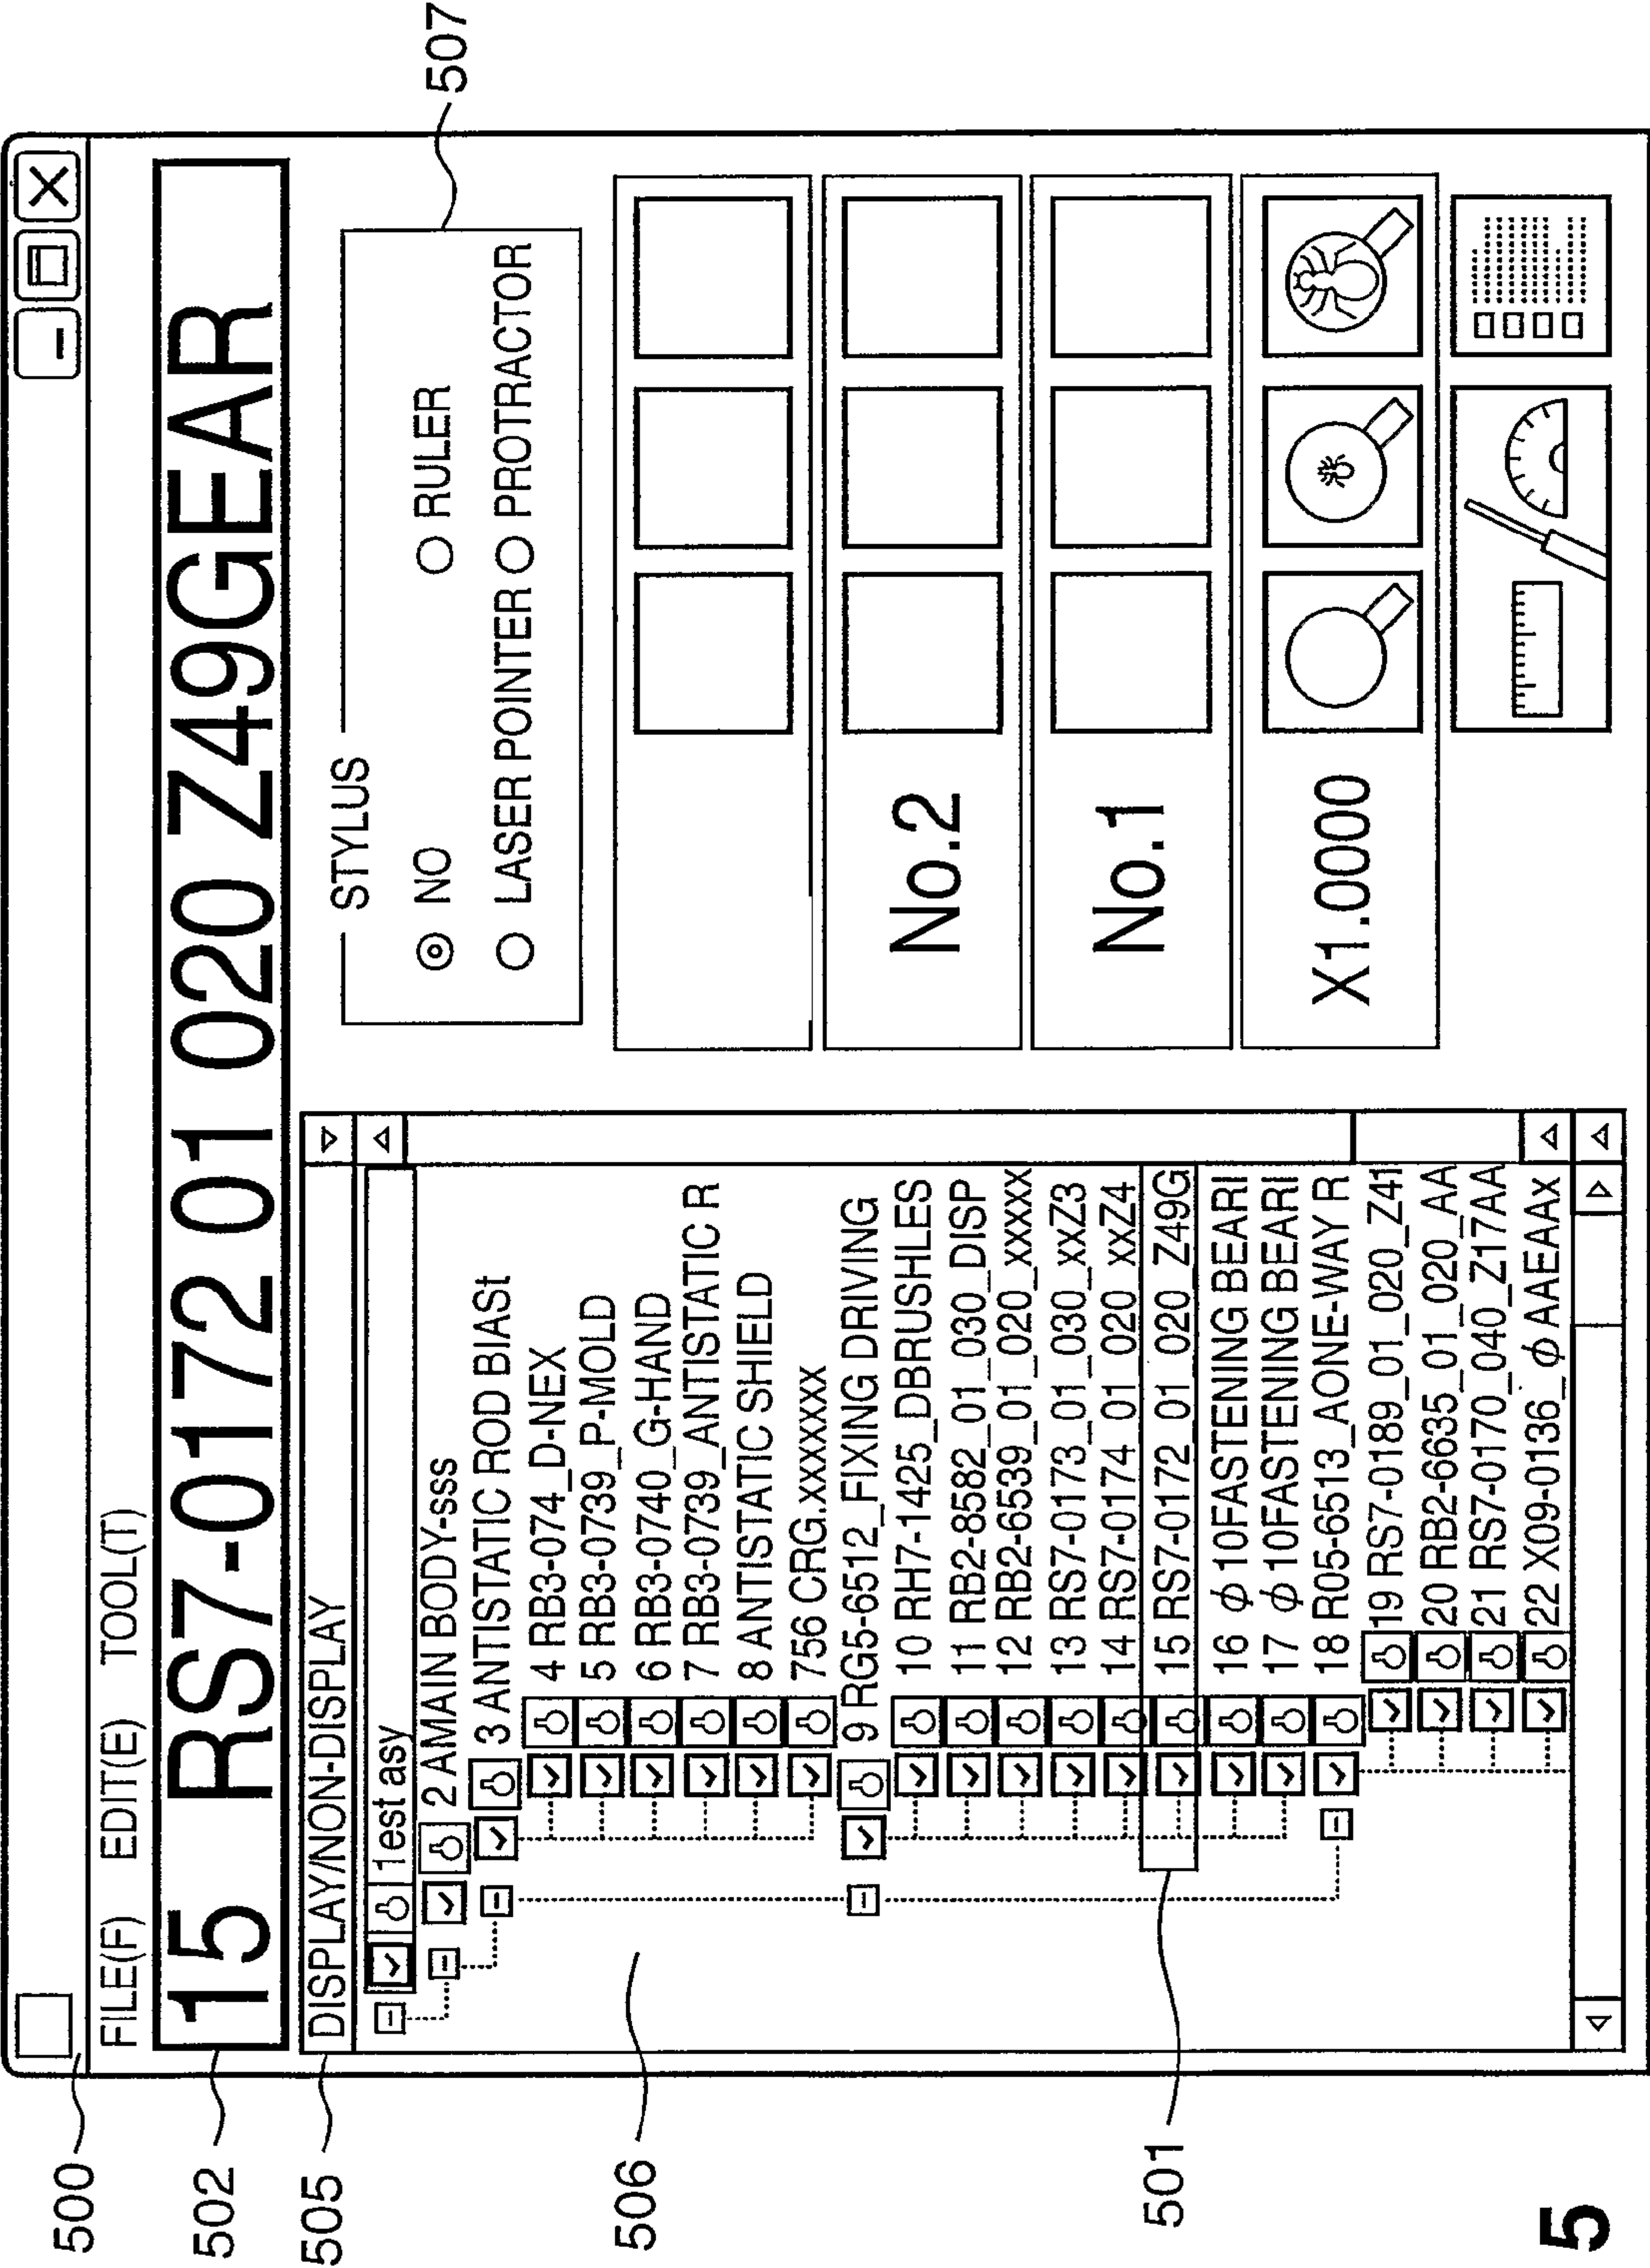 500
FILE(F) EDIT(E) TOOL(T)
502
15 RS7-0172 01 020 Z49GEAR
505
DISPLAY/NON-DISPLAY
1est asy
2 AMAIN BODY-sss
3 ANTISTATIC ROD BIASt
4 RB3-074_D-NEX
5 RB3-0739_P-MOLD
6 RB3-0740_G-HAND
7 RB3-0739_ANTISTATIC R
8 ANTISTATIC SHIELD
756 CRG.xxxxxxx
9 RG5-6512_FIXING DRIVING
10 RH7-1425_DBRUSHLES
11 RB2-8582_01_030_DISP
12 RB2-6539_01_020_xxxxx
13 RS7-0173_01_030_xxZ3
14 RS7-0174_01_020_xxZ4
15 RS7-0172_01_020_Z49G
16 φ 10FASTENING BEARI
17 φ 10FASTENING BEARI
18 R05-6513_AONE-WAY R
19 RS7-0189_01_020_Z41
20 RB2-6635_01_020_AA
21 RS7-0170_040_Z17AA
22 X09-0136_φ AAEAAx
506
501
507
STYLUS
NO RULER
LASER POINTER PROTRACTOR
No.2
No.1
X1.0000
5